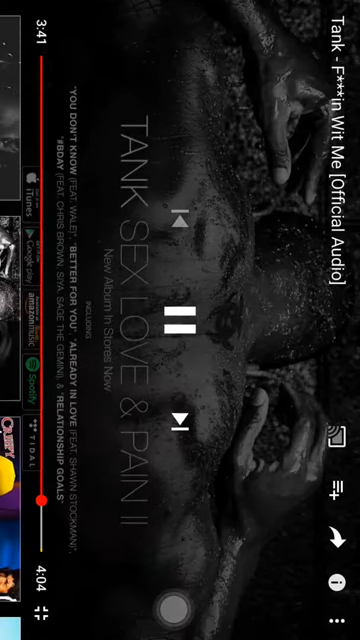 Tank - F***in Wit Me [Official Audio]
TANK SEX LOVE & PAIN II
New Album In Stores Now
INCLUDING
"YOU DON'T KNOW (FEAT. WALE)", "BETTER FOR YOU", "ALREADY IN LOVE (FEAT. SHAWN STOCKMAN)",
"#BDAY (FEAT. CHRIS BROWN, SIYA, SAGE THE GEMINI), & "RELATIONSHIP GOALS"
iTunes
Google play
amazonmusic
Spotify
TIDAL
3:41
4:04